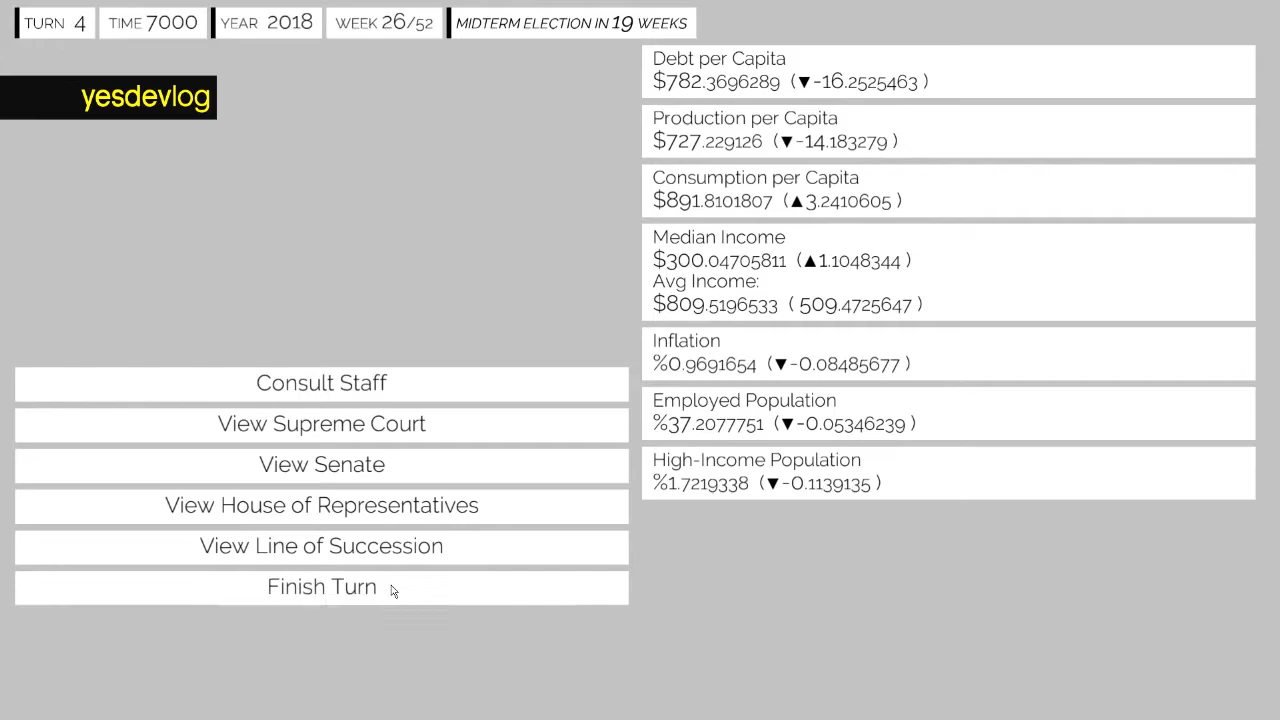 TURN 4 TIME 7000 YEAR 2018 WEEK 26/52 MIDTERM ELECTION IN 19 WEEKS
yesdevlog
Consult Staff
View Supreme Court
View Senate
View House of Representatives
View Line of Succession
Finish Turn
Debt per Capita
$782.3696289 (▼-16.2525463 )
Production per Capita
$727.229126 (▼-14.183279 )
Consumption per Capita
$891.8101807 (▲3.2410605 )
Median Income
$300.04705811 (▲1.1048344 )
Avg Income:
$809.5196533 ( 509.4725647 )
Inflation
%0.9691654 (▼-0.08485677 )
Employed Population
%37.2077751 (▼-0.05346239 )
High-Income Population
%1.7219338 (▼-0.1139135 )